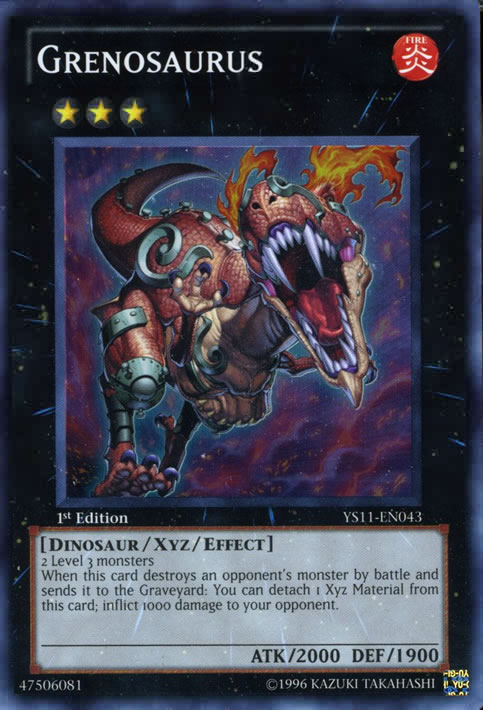 GRENOSAURUS
FIRE
炎
1st Edition
YS11-EN043
[DINOSAUR/XYZ/EFFECT]
2 Level 3 monsters
When this card destroys an opponent's monster by battle and
sends it to the Graveyard: You can detach 1 Xyz Material from
this card; inflict 1000 damage to your opponent.
ATK/2000 DEF/1900
47506081
©1996 KAZUKI TAKAHASHI